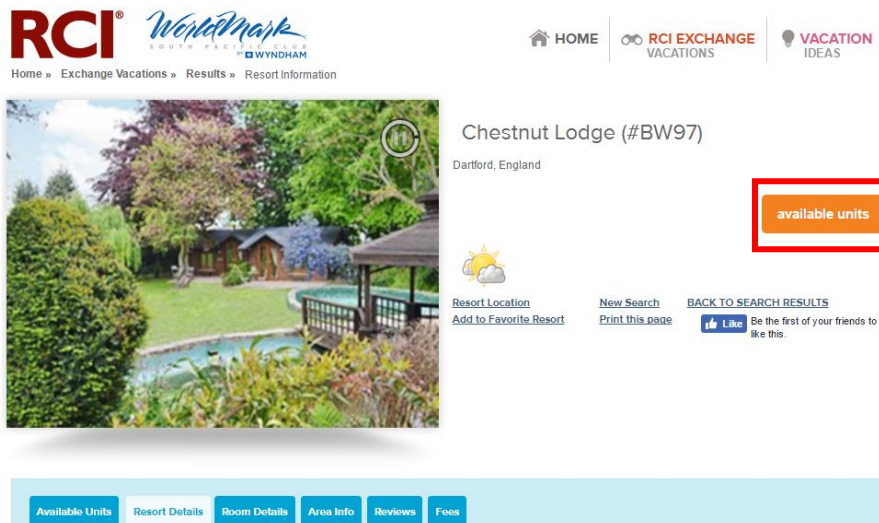 RCI®
WorldMark
SOUTH PACIFIC CLUB
BY WYNDHAM
HOME
RCI EXCHANGE
VACATIONS
VACATION
IDEAS
Home » Exchange Vacations » Results » Resort Information
Chestnut Lodge (#BW97)
Dartford, England
available units
Resort Location
New Search
BACK TO SEARCH RESULTS
Add to Favorite Resort
Print this page
Like
Be the first of your friends to
like this.
Available Units
Resort Details
Room Details
Area Info
Reviews
Fees